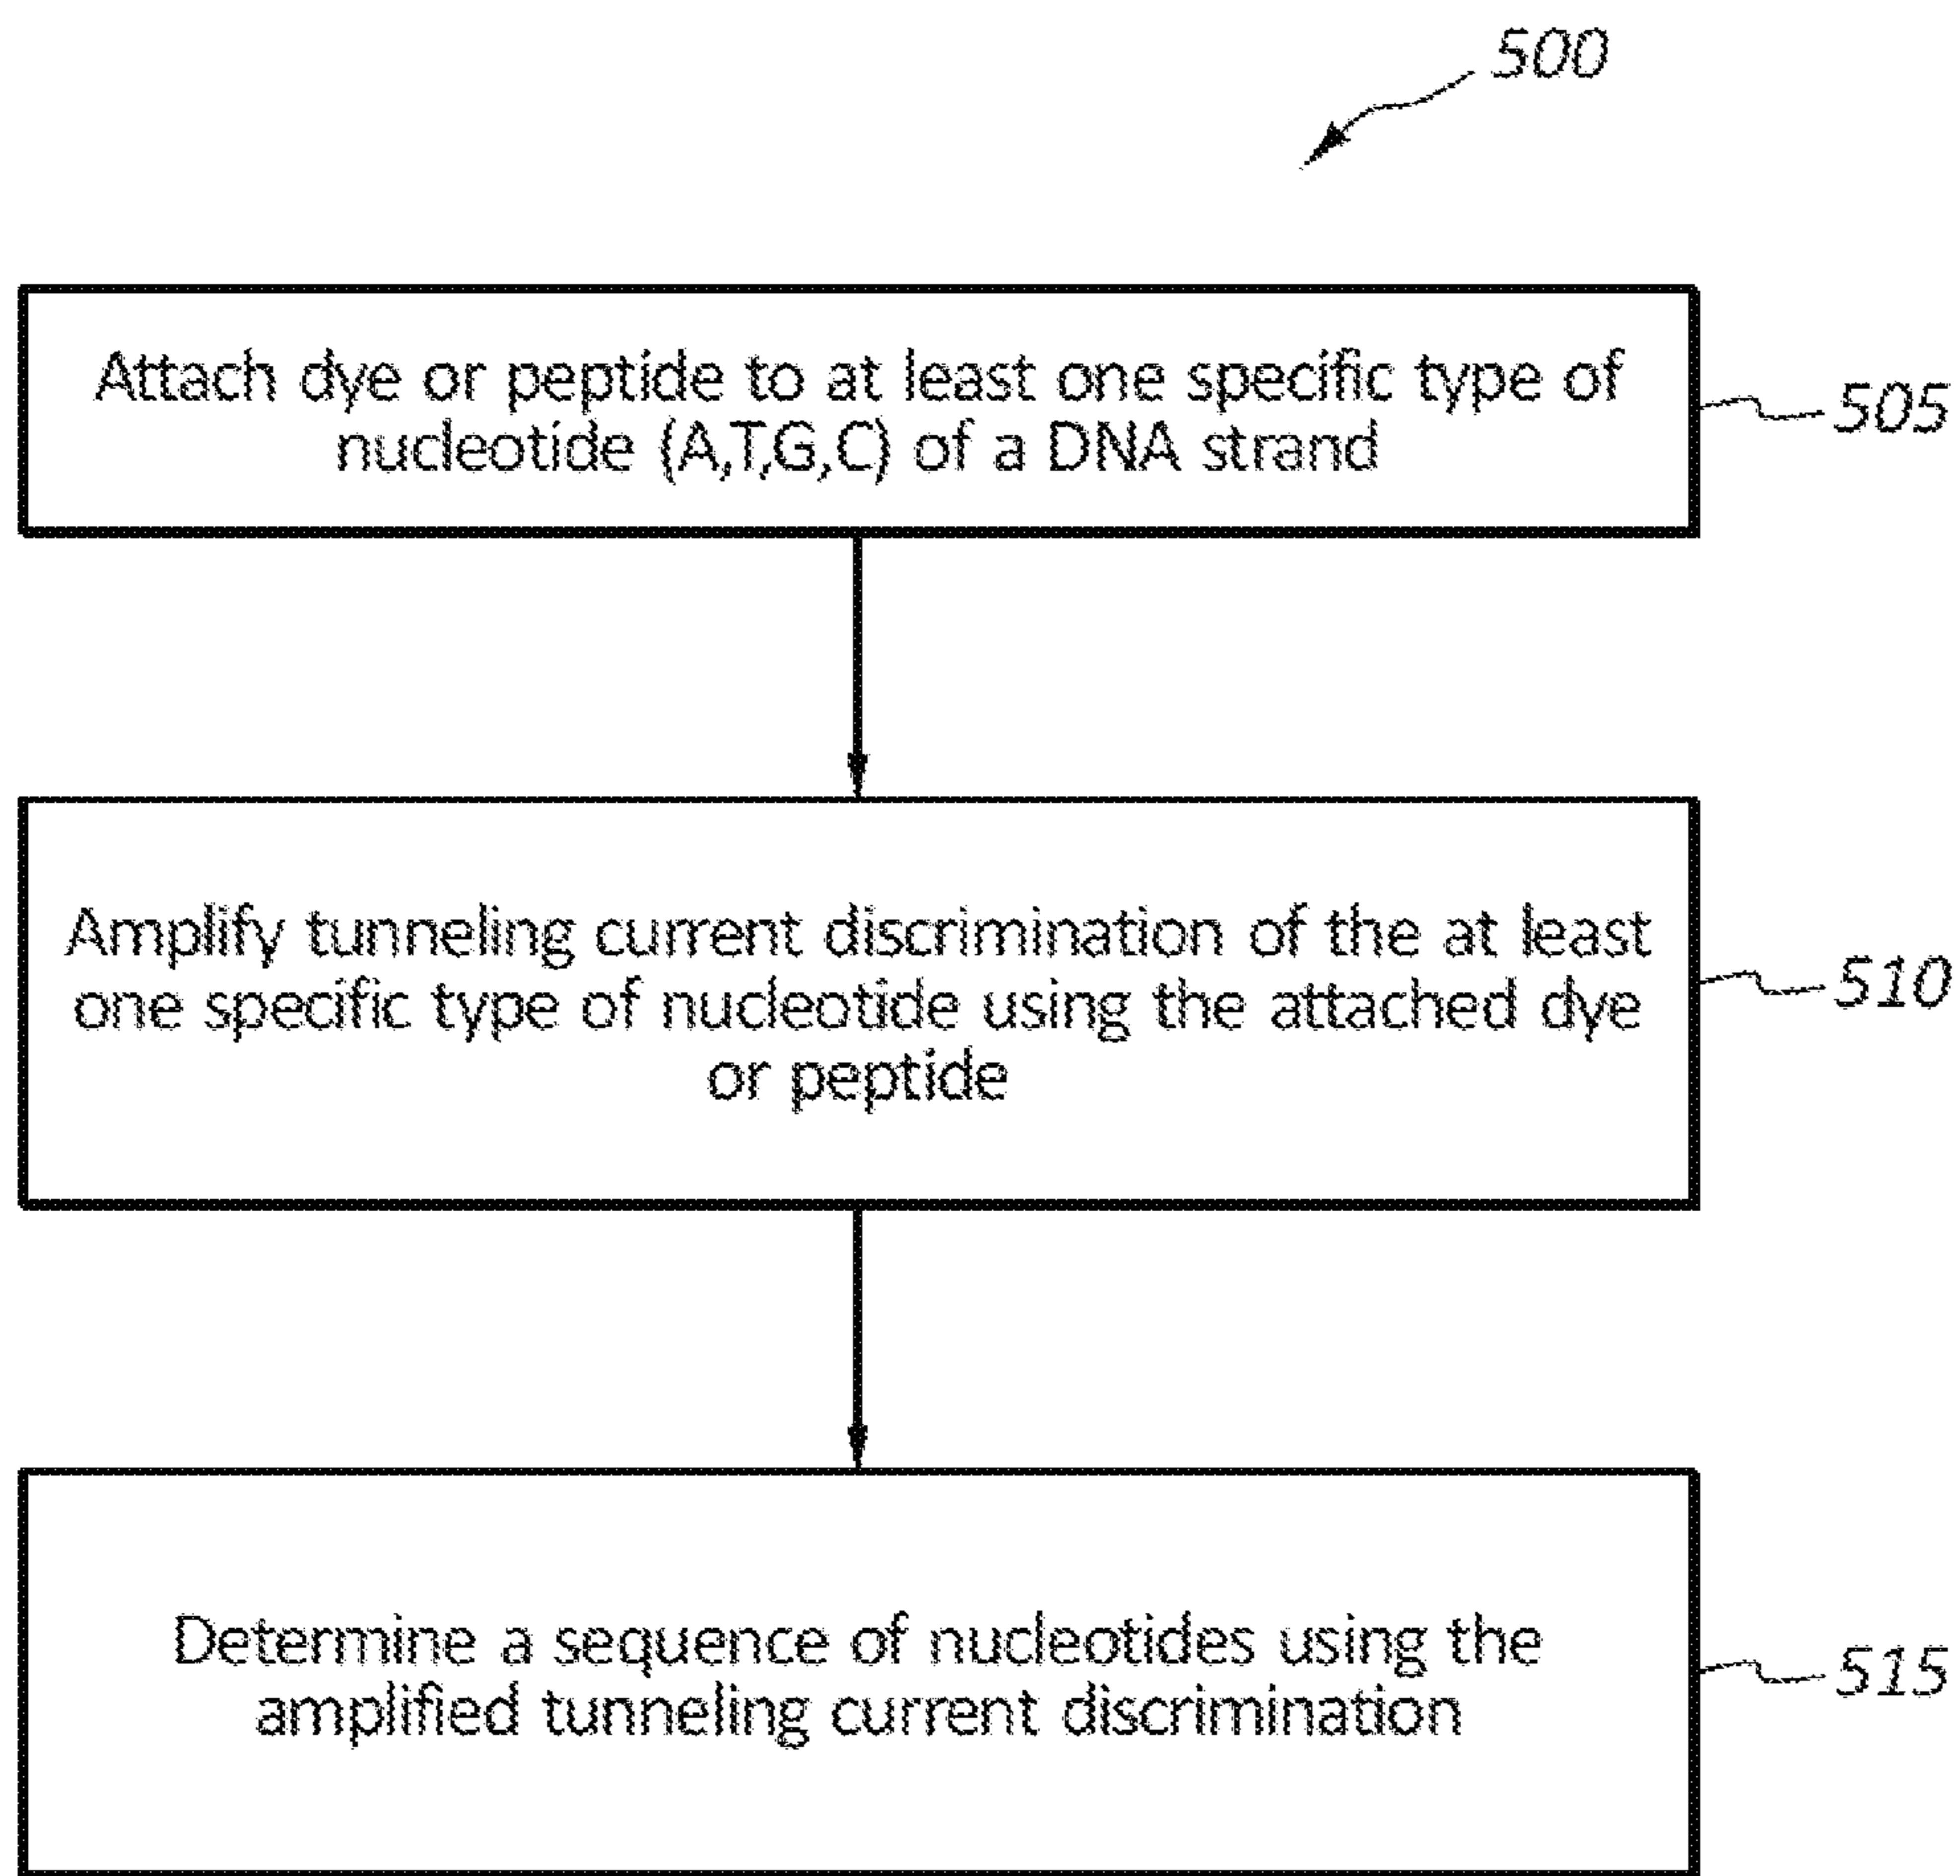 500
Attach dye or peptide to at least one specific type of
nucleotide (A,T,G,C) of a DNA strand
505
Amplify tunneling current discrimination of the at least
one specific type of nucleotide using the attached dye
or peptide
510
Determine a sequence of nucleotides using the
amplified tunneling current discrimination
515